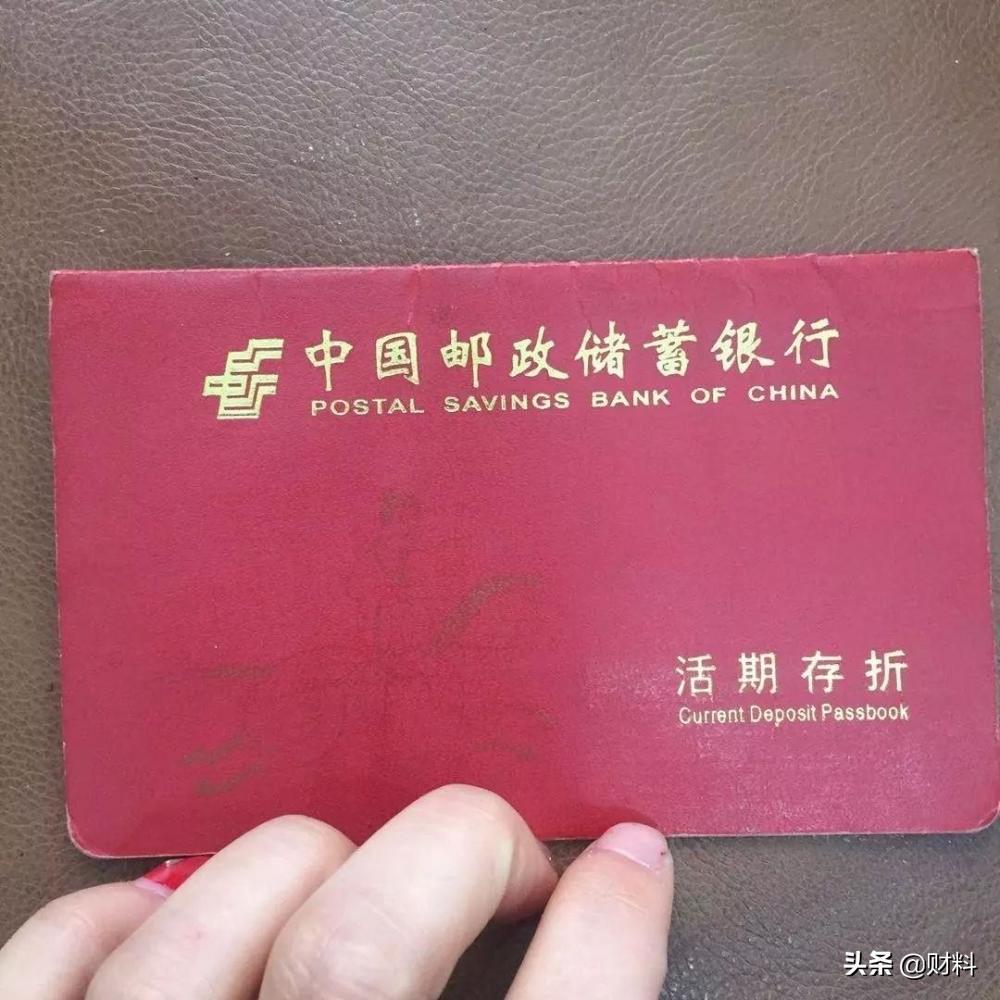 中国邮政储蓄银行
POSTAL SAVINGS BANK OF CHINA
活期存折
Current Deposit Passbook
头条 @财料